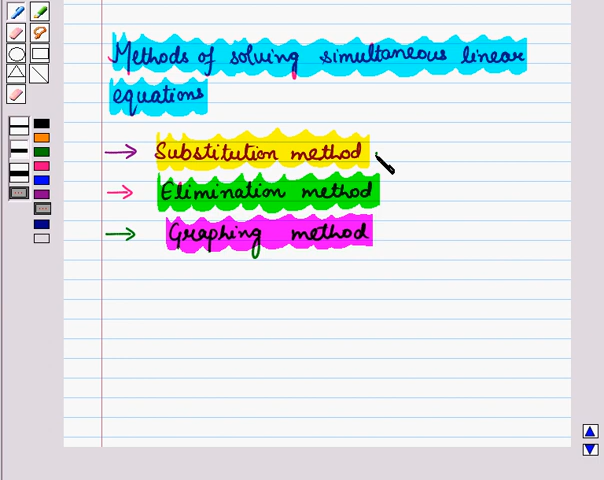 Methods of solving simultaneous linear
equations
→ Substitution method
→ Elimination method
→ Graphing method